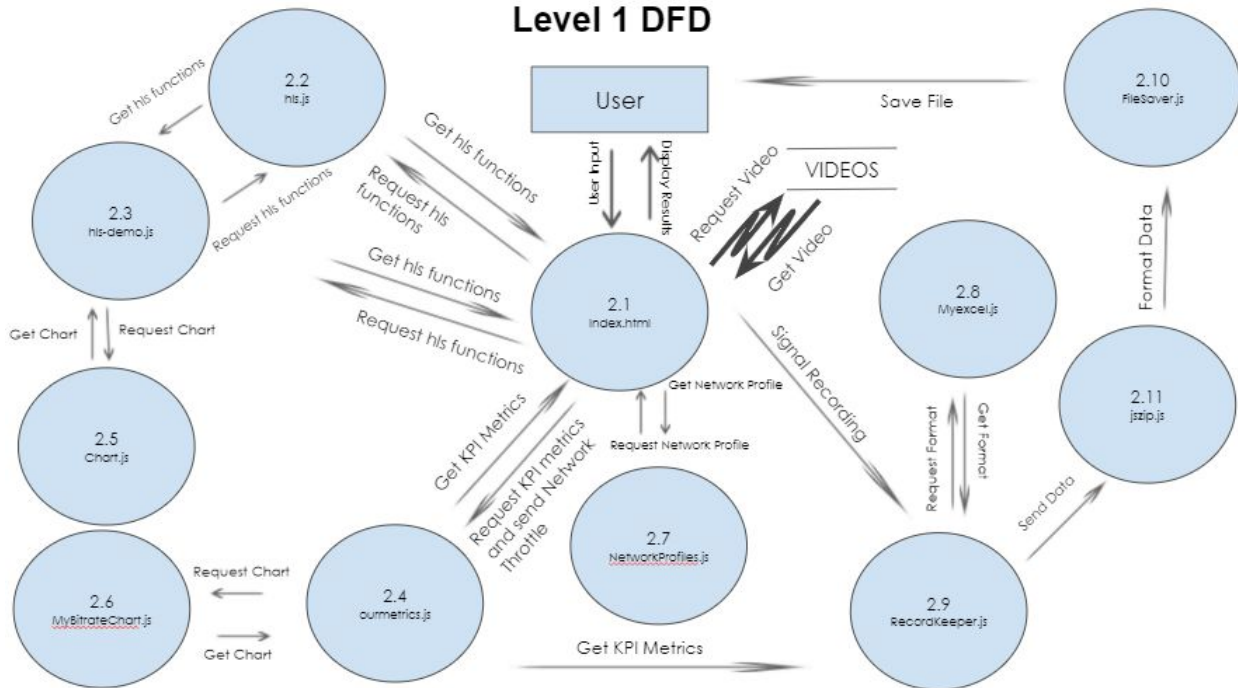 Level 1 DFD
2.2
hls.js
User
2.10
FileSaver.js
Save File
Get hls functions
Get hls functions
User Input
Display Results
Request Video
VIDEOS
Get Video
2.3
hls-demo.js
Request hls functions
Request hls
functions
Get hls functions
Request hls functions
2.1
Index.html
2.8
Myexcel.js
Format Data
Get Chart
Request Chart
Signal Recording
2.11
jszip.js
Get KPI Metrics
Get Network Profile
Request Network Profile
2.5
Chart.js
Request KPI metrics
and send Network
Throttle
Request Format
Get Format
Send Data
2.7
NetworkProfiles.js
2.6
MyBitrateChart.js
Request Chart
Get Chart
2.4
ourmetrics.js
2.9
RecordKeeper.js
Get KPI Metrics